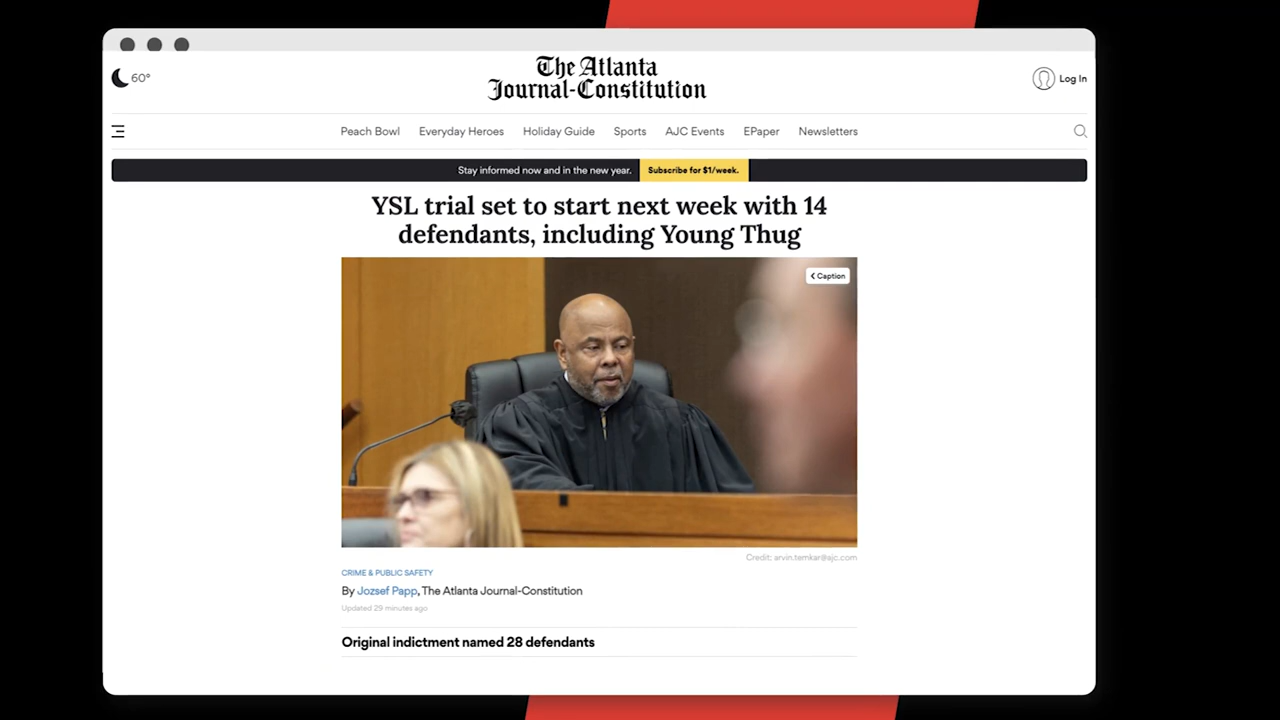 60°
The Atlanta
Journal-Constitution
Log In
Peach Bowl Everyday Heroes Holiday Guide Sports AJC Events EPaper Newsletters
Stay informed now and in the new year. Subscribe for $1/week.
YSL trial set to start next week with 14
defendants, including Young Thug
Caption
Credit: arvin.temkar@ajc.com
CRIME & PUBLIC SAFETY
By Jozsef Papp, The Atlanta Journal-Constitution
Updated 29 minutes ago
Original indictment named 28 defendants